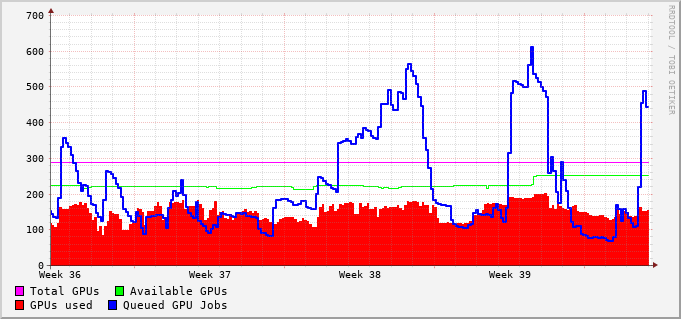 700
600
500
400
300
200
100
0
Week 36 Week 37 Week 38 Week 39
Total GPUs Available GPUs
GPUs used Queued GPU Jobs
RRDTOOL / TOBI OETIKER